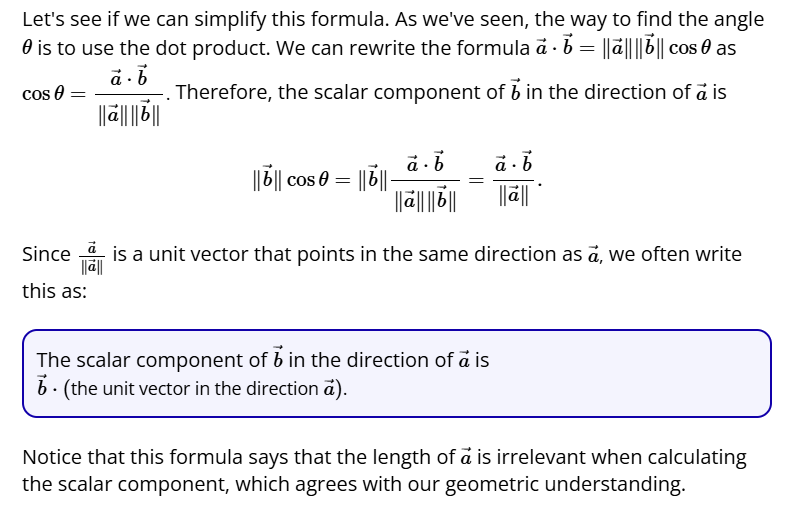 Let's see if we can simplify this formula. As we've seen, the way to find the angle
θ is to use the dot product. We can rewrite the formula $\vec{a} \cdot \vec{b} = \|\vec{a}\|\|\vec{b}\| \cos\theta$ as
$\cos\theta = \dfrac{\vec{a} \cdot \vec{b}}{\|\vec{a}\|\|\vec{b}\|}$. Therefore, the scalar component of $\vec{b}$ in the direction of $\vec{a}$ is
$\|\vec{b}\| \cos\theta = \|\vec{b}\| \dfrac{\vec{a} \cdot \vec{b}}{\|\vec{a}\|\|\vec{b}\|} = \dfrac{\vec{a} \cdot \vec{b}}{\|\vec{a}\|}.$
Since $\frac{\vec{a}}{\|\vec{a}\|}$ is a unit vector that points in the same direction as $\vec{a}$, we often write
this as:
The scalar component of $\vec{b}$ in the direction of $\vec{a}$ is
$\vec{b} \cdot$ (the unit vector in the direction $\vec{a}$).
Notice that this formula says that the length of $\vec{a}$ is irrelevant when calculating
the scalar component, which agrees with our geometric understanding.